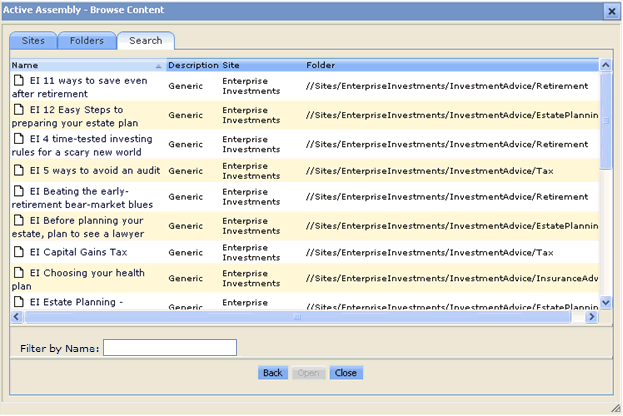 Active Assembly - Browse Content
Sites Folders Search
Name Description Site Folder
EI 11 ways to save even
after retirement
Generic
Enterprise
Investments
//Sites/EnterpriseInvestments/InvestmentAdvice/Retirement
EI 12 Easy Steps to
preparing your estate plan
Generic
Enterprise
Investments
//Sites/EnterpriseInvestments/InvestmentAdvice/EstatePlannin
EI 4 time-tested investing
rules for a scary new world
Generic
Enterprise
Investments
//Sites/EnterpriseInvestments/InvestmentAdvice/Retirement
EI 5 ways to avoid an audit
Generic
Enterprise
Investments
//Sites/EnterpriseInvestments/InvestmentAdvice/Tax
EI Beating the early-
retirement bear-market blues
Generic
Enterprise
Investments
//Sites/EnterpriseInvestments/InvestmentAdvice/Retirement
EI Before planning your
estate, plan to see a lawyer
Generic
Enterprise
Investments
//Sites/EnterpriseInvestments/InvestmentAdvice/EstatePlannin
EI Capital Gains Tax
Generic
Enterprise
Investments
//Sites/EnterpriseInvestments/InvestmentAdvice/Tax
EI Choosing your health
plan
Generic
Enterprise
Investments
//Sites/EnterpriseInvestments/InvestmentAdvice/InsuranceAdv
EI Estate Planning -
Generic
Enterprise
Investments
//Sites/EnterpriseInvestments/InvestmentAdvice/EstatePlannin
Filter by Name:
Back Open Close